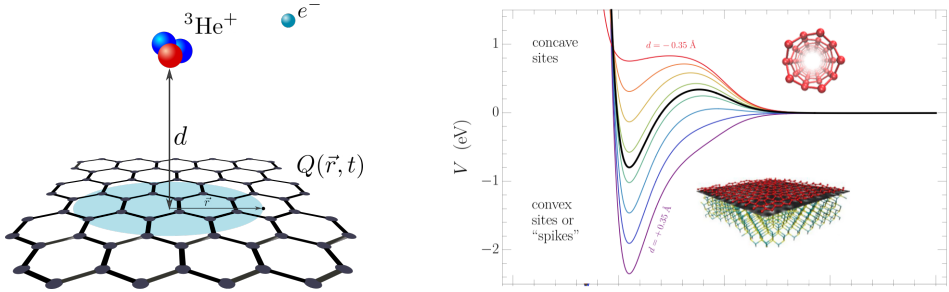 ³He⁺
e⁻
d
Q(r⃗, t)
r⃗
V (eV)
1
0
−1
−2
concave
sites
d = −0.35 Å
convex
sites or
“spikes”
d = +0.35 Å